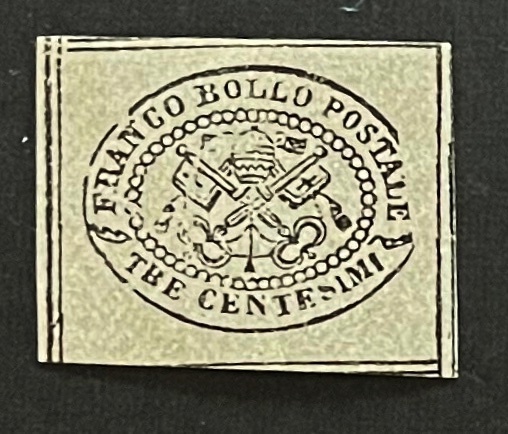 FRANCO BOLLO POSTALE
TRE CENTESIMI